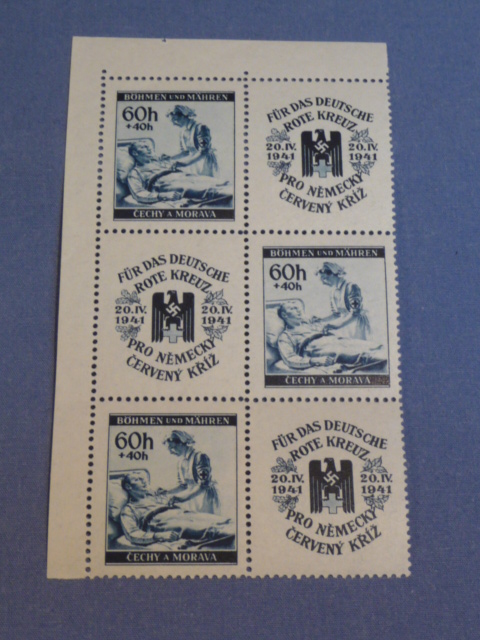 BÖHMEN UND MÄHREN
60h
+40h
ČECHY A MORAVA
FÜR DAS DEUTSCHE
ROTE KREUZ
20.IV. 20.IV.
1941 1941
PRO NĚMECKÝ
ČERVENÝ KŘÍŽ
FÜR DAS DEUTSCHE
ROTE KREUZ
20.IV. 20.IV.
1941 1941
PRO NĚMECKÝ
ČERVENÝ KŘÍŽ
BÖHMEN UND MÄHREN
60h
+40h
ČECHY A MORAVA
BÖHMEN UND MÄHREN
60h
+40h
ČECHY A MORAVA
FÜR DAS DEUTSCHE
ROTE KREUZ
20.IV. 20.IV.
1941 1941
PRO NĚMECKÝ
ČERVENÝ KŘÍŽ